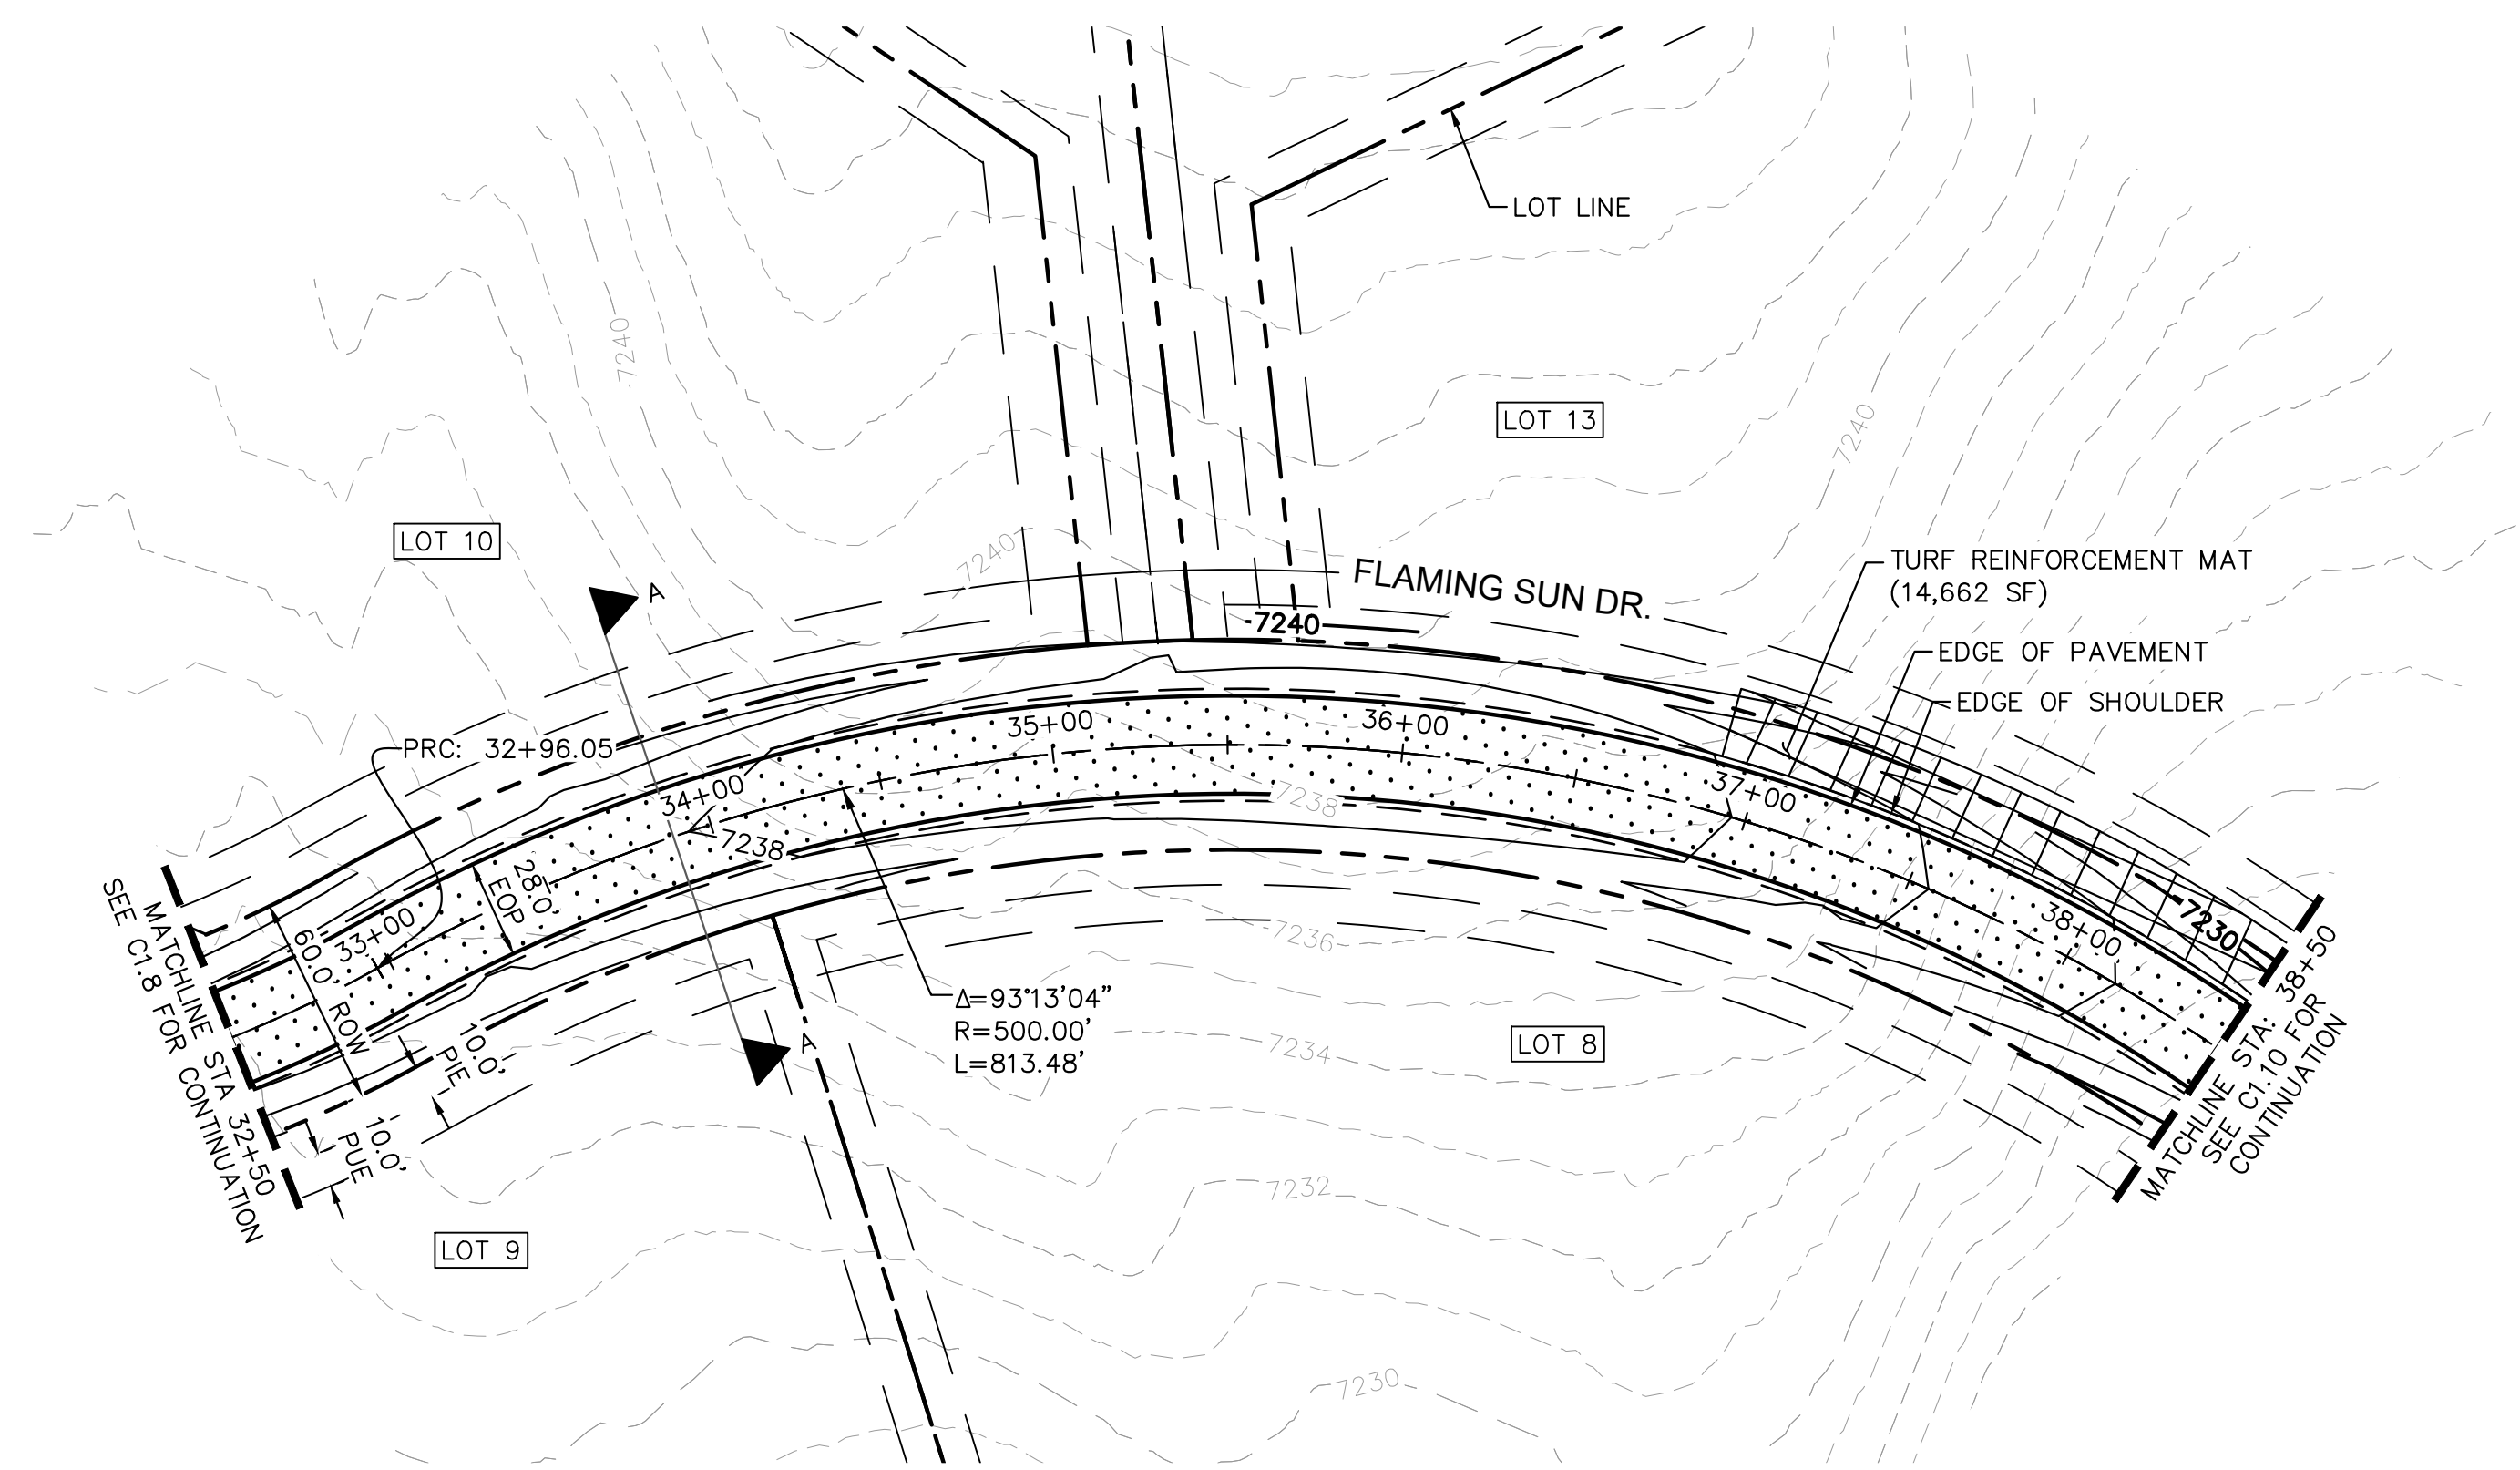 LOT LINE
7240
LOT 13
7240
LOT 10
7240
FLAMING SUN DR.
TURF REINFORCEMENT MAT
(14,662 SF)
A
7240
EDGE OF PAVEMENT
EDGE OF SHOULDER
PRC: 32+96.05
35+00
36+00
34+00
37+00
7238
7238
28.0'
EOP
33+00
38+00
7230
7236
60.0' ROW
MATCHLINE STA 32+50
SEE C1.8 FOR CONTINUATION
Δ=93°13'04"
R=500.00'
L=813.48'
A
10.0'
PIE
10.0'
PUE
7234
LOT 8
MATCHLINE STA: 38+50
SEE C1.10 FOR
CONTINUATION
7232
LOT 9
7230